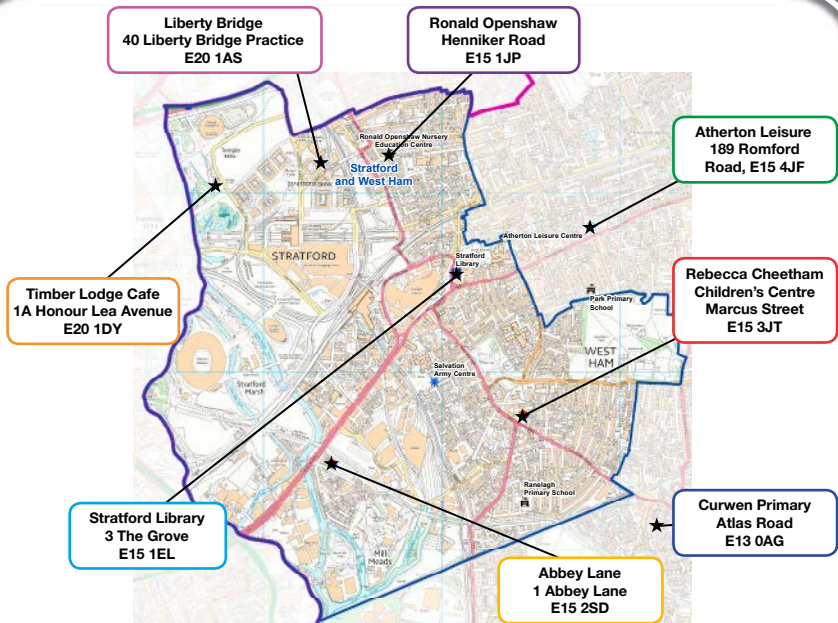 Liberty Bridge
40 Liberty Bridge Practice
E20 1AS
Ronald Openshaw
Henniker Road
E15 1JP
Atherton Leisure
189 Romford
Road, E15 4JF
Temple
Mills
Ronald Openshaw Nursery
Education Centre
Stratford
and West Ham
Atherton Leisure Centre
STRATFORD
Stratford
Library
Timber Lodge Cafe
1A Honour Lea Avenue
E20 1DY
Rebecca Cheetham
Children's Centre
Marcus Street
E15 3JT
Park Primary
School
WEST
HAM
Salvation
Army Centre
Stratford
Marsh
Ranelagh
Primary School
Stratford Library
3 The Grove
E15 1EL
Mill
Meads
Curwen Primary
Atlas Road
E13 0AG
Abbey Lane
1 Abbey Lane
E15 2SD